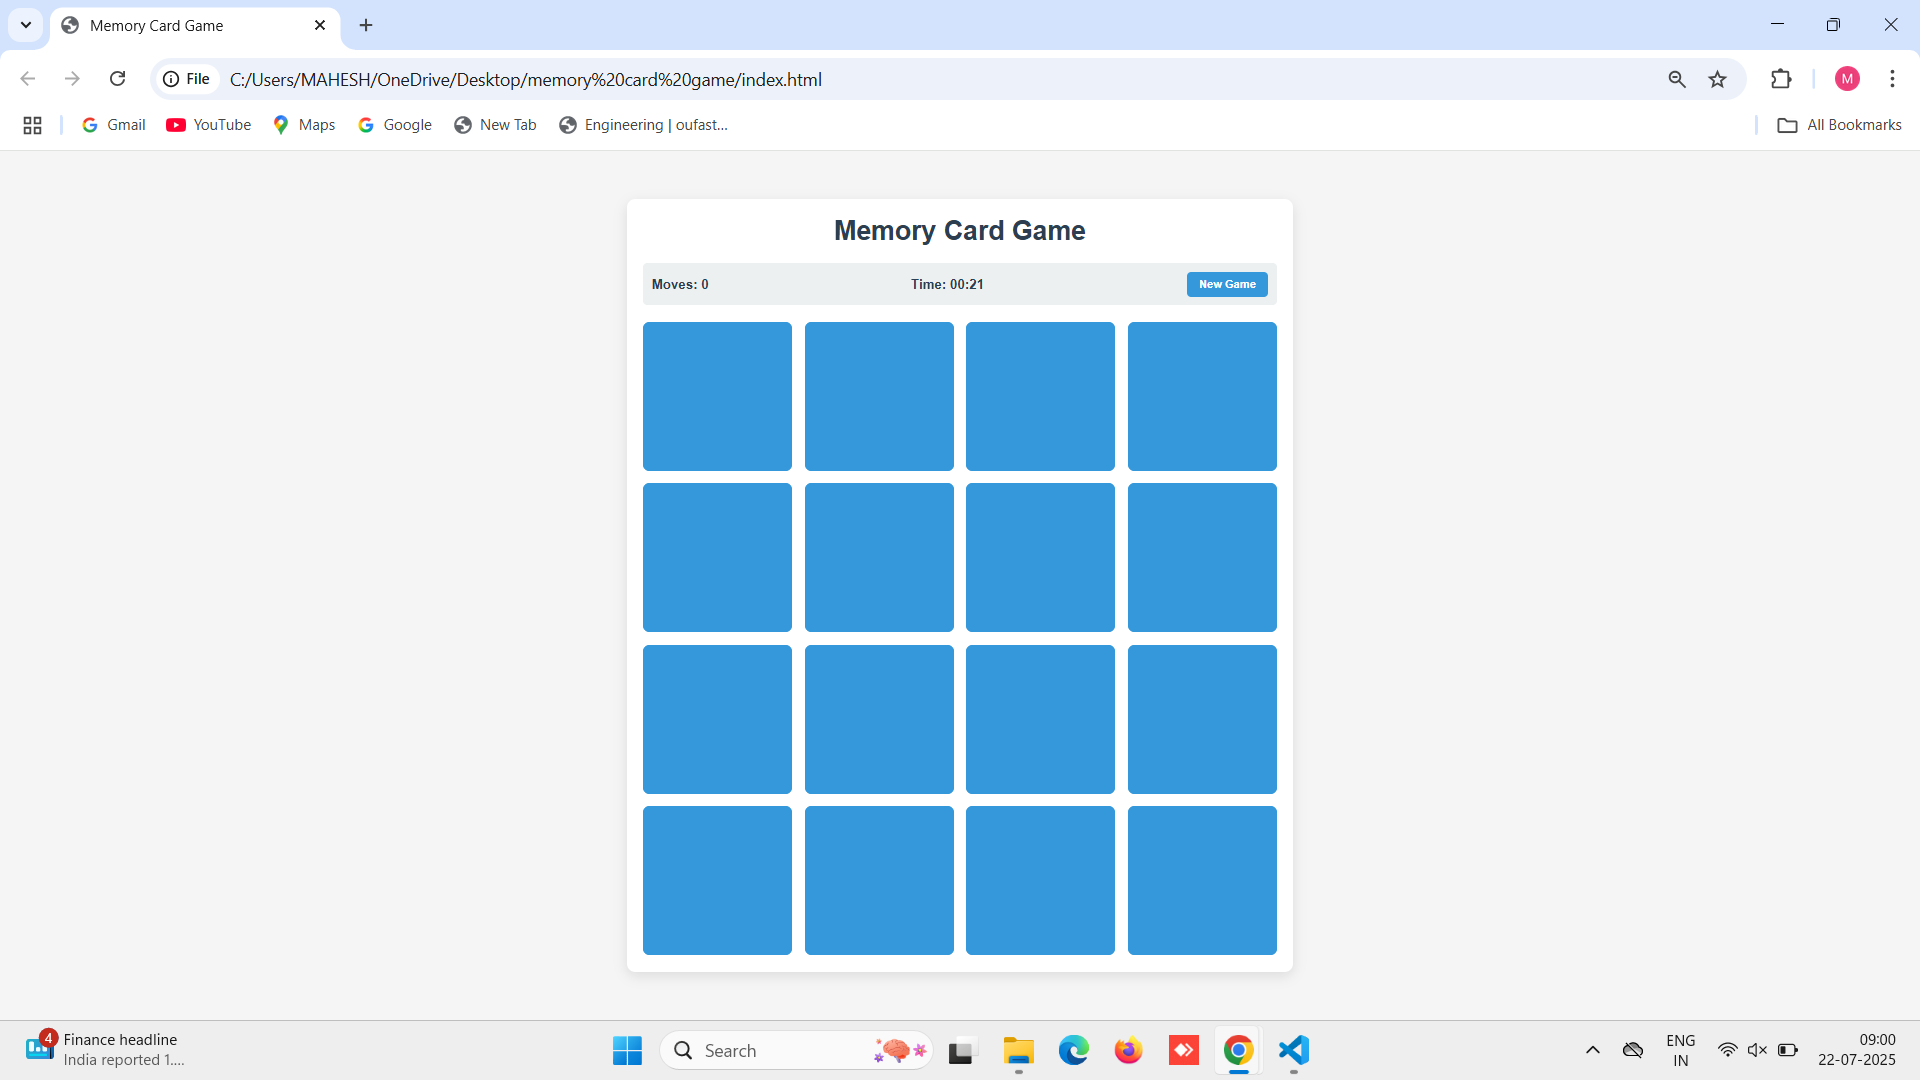 Memory Card Game
File
C:/Users/MAHESH/OneDrive/Desktop/memory%20card%20game/index.html
M
Gmail
YouTube
Maps
Google
New Tab
Engineering | oufast...
All Bookmarks
Memory Card Game
Moves: 0
Time: 00:21
New Game
4
Finance headline
India reported 1....
Search
ENG
IN
09:00
22-07-2025